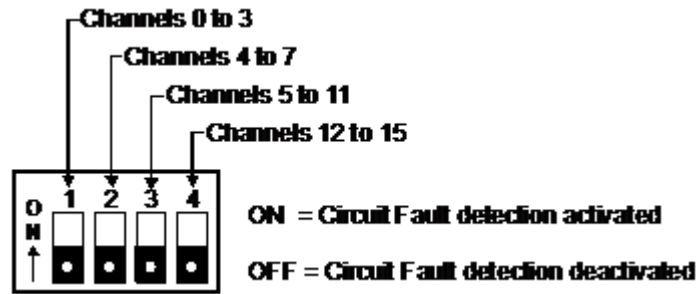 Channels 0 to 3
Channels 4 to 7
Channels 5 to 11
Channels 12 to 15
1 2 3 4
ON
ON = Circuit Fault detection activated
OFF = Circuit Fault detection deactivated